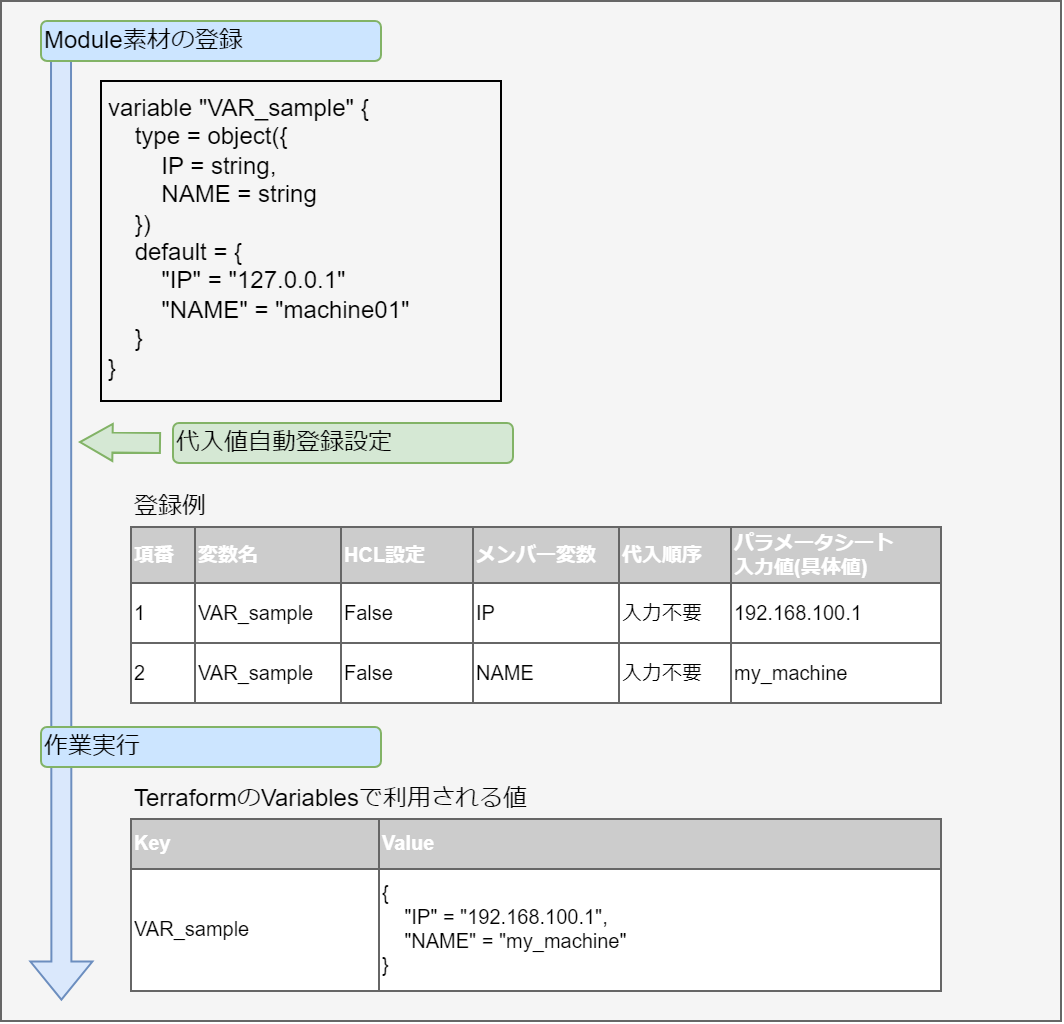 Module素材の登録
variable "VAR_sample" {
    type = object({
        IP = string,
        NAME = string
    })
    default = {
        "IP" = "127.0.0.1"
        "NAME" = "machine01"
    }
}
代入値自動登録設定
登録例
項番 変数名 HCL設定 メンバー変数 代入順序 パラメータシート
入力値(具体値)
1 VAR_sample False IP 入力不要 192.168.100.1
2 VAR_sample False NAME 入力不要 my_machine
作業実行
TerraformのVariablesで利用される値
Key Value
VAR_sample
{
    "IP" = "192.168.100.1",
    "NAME" = "my_machine"
}